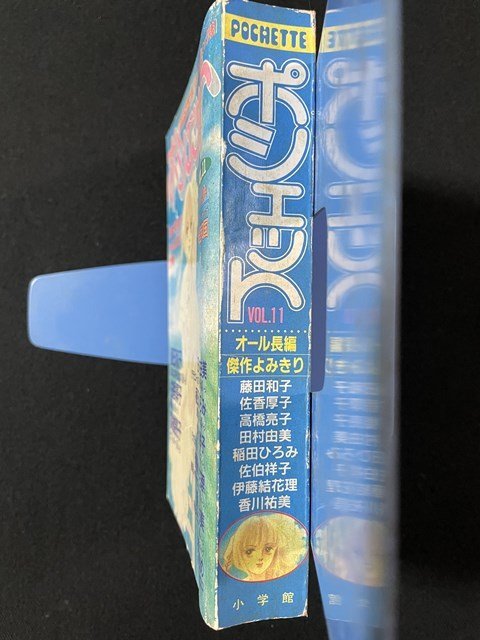 POCHETTE
ポシェット
VOL.11
オール長編
傑作よみきり
藤田和子
佐香厚子
高橋亮子
田村由美
稲田ひろみ
佐伯祥子
伊藤結花理
香川祐美
小学館